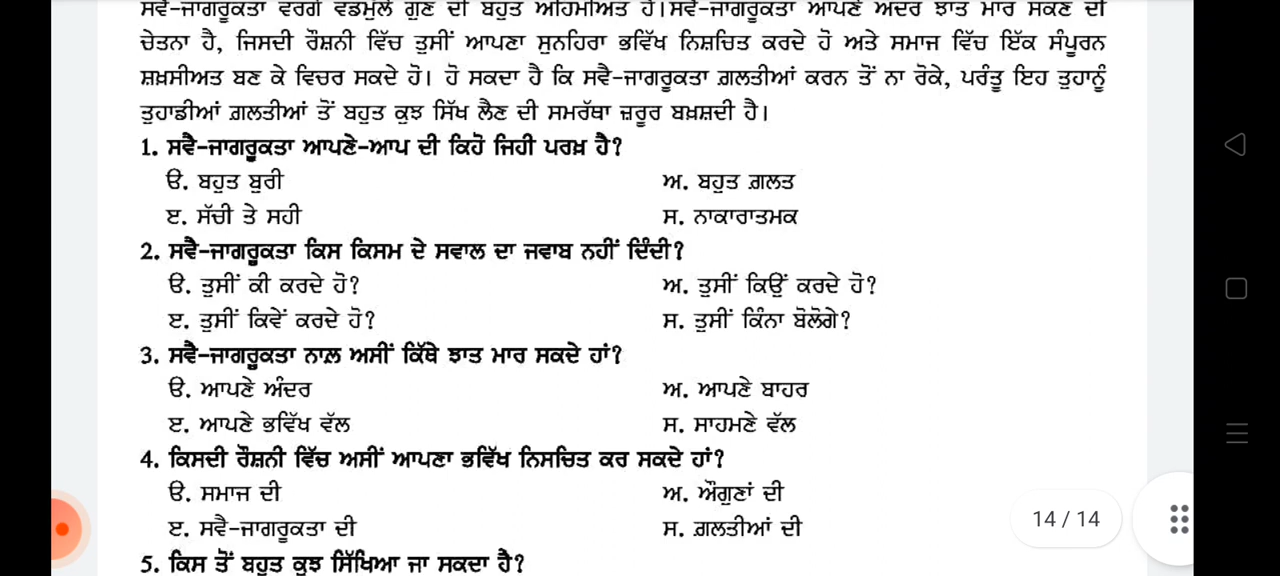 ਸਵੈ-ਜਾਗਰੂਕਤਾ ਵਰਗੇ ਵਡਮੁੱਲੇ ਗੁਣ ਦੀ ਬਹੁਤ ਅਹਿਮੀਅਤ ਹੈ। ਸਵੈ-ਜਾਗਰੂਕਤਾ ਆਪਣੇ ਅੰਦਰ ਝਾਤ ਮਾਰ ਸਕਣ ਦੀ
ਚੇਤਨਾ ਹੈ, ਜਿਸਦੀ ਰੌਸ਼ਨੀ ਵਿੱਚ ਤੁਸੀਂ ਆਪਣਾ ਸੁਨਹਿਰਾ ਭਵਿੱਖ ਨਿਸ਼ਚਿਤ ਕਰਦੇ ਹੋ ਅਤੇ ਸਮਾਜ ਵਿੱਚ ਇੱਕ ਸੰਪੂਰਨ
ਸ਼ਖ਼ਸੀਅਤ ਬਣ ਕੇ ਵਿਚਰ ਸਕਦੇ ਹੋ। ਹੋ ਸਕਦਾ ਹੈ ਕਿ ਸਵੈ-ਜਾਗਰੂਕਤਾ ਗ਼ਲਤੀਆਂ ਕਰਨ ਤੋਂ ਨਾ ਰੋਕੇ, ਪਰੰਤੂ ਇਹ ਤੁਹਾਨੂੰ
ਤੁਹਾਡੀਆਂ ਗ਼ਲਤੀਆਂ ਤੋਂ ਬਹੁਤ ਕੁਝ ਸਿੱਖ ਲੈਣ ਦੀ ਸਮਰੱਥਾ ਜ਼ਰੂਰ ਬਖ਼ਸ਼ਦੀ ਹੈ।
1. ਸਵੈ-ਜਾਗਰੂਕਤਾ ਆਪਣੇ-ਆਪ ਦੀ ਕਿਹੋ ਜਿਹੀ ਪਰਖ਼ ਹੈ?
ੳ. ਬਹੁਤ ਬੁਰੀ ਅ. ਬਹੁਤ ਗ਼ਲਤ
ੲ. ਸੱਚੀ ਤੇ ਸਹੀ ਸ. ਨਾਕਾਰਾਤਮਕ
2. ਸਵੈ-ਜਾਗਰੂਕਤਾ ਕਿਸ ਕਿਸਮ ਦੇ ਸਵਾਲ ਦਾ ਜਵਾਬ ਨਹੀਂ ਦਿੰਦੀ?
ੳ. ਤੁਸੀਂ ਕੀ ਕਰਦੇ ਹੋ? ਅ. ਤੁਸੀਂ ਕਿਉਂ ਕਰਦੇ ਹੋ?
ੲ. ਤੁਸੀਂ ਕਿਵੇਂ ਕਰਦੇ ਹੋ? ਸ. ਤੁਸੀਂ ਕਿੰਨਾ ਬੋਲੋਗੇ?
3. ਸਵੈ-ਜਾਗਰੂਕਤਾ ਨਾਲ਼ ਅਸੀਂ ਕਿੱਥੇ ਝਾਤ ਮਾਰ ਸਕਦੇ ਹਾਂ?
ੳ. ਆਪਣੇ ਅੰਦਰ ਅ. ਆਪਣੇ ਬਾਹਰ
ੲ. ਆਪਣੇ ਭਵਿੱਖ ਵੱਲ ਸ. ਸਾਹਮਣੇ ਵੱਲ
4. ਕਿਸਦੀ ਰੌਸ਼ਨੀ ਵਿੱਚ ਅਸੀਂ ਆਪਣਾ ਭਵਿੱਖ ਨਿਸਚਿਤ ਕਰ ਸਕਦੇ ਹਾਂ?
ੳ. ਸਮਾਜ ਦੀ ਅ. ਔਗੁਣਾਂ ਦੀ
ੲ. ਸਵੈ-ਜਾਗਰੂਕਤਾ ਦੀ ਸ. ਗ਼ਲਤੀਆਂ ਦੀ
14 / 14
5. ਕਿਸ ਤੋਂ ਬਹੁਤ ਕੁਝ ਸਿੱਖਿਆ ਜਾ ਸਕਦਾ ਹੈ?